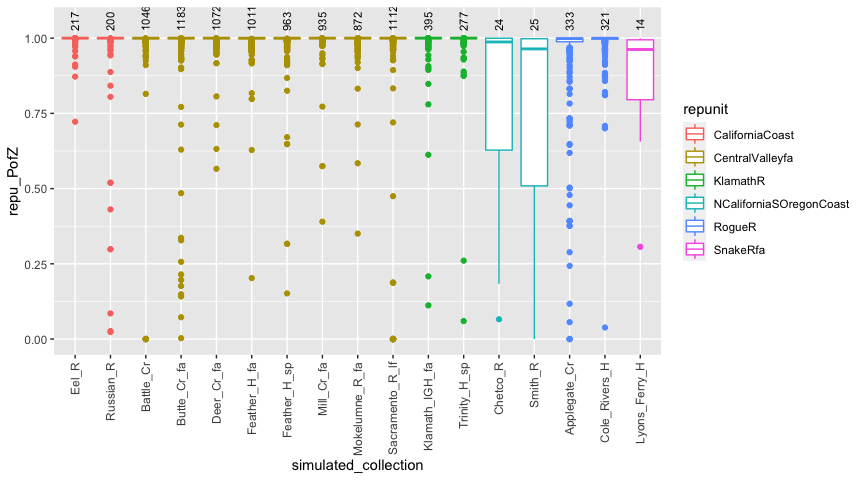 217 200 1046 1183 1072 1011 963 935 872 1112 395 277 24 25 333 321 14
1.00
0.75
0.50
0.25
0.00
repu_PofZ
Eel_R
Russian_R
Battle_Cr
Butte_Cr_fa
Deer_Cr_fa
Feather_H_fa
Feather_H_sp
Mill_Cr_fa
Mokelumne_R_fa
Sacramento_R_lf
Klamath_IGH_fa
Trinity_H_sp
Chetco_R
Smith_R
Applegate_Cr
Cole_Rivers_H
Lyons_Ferry_H
simulated_collection
repunit
CaliforniaCoast
CentralValleyfa
KlamathR
NCaliforniaSOregonCoast
RogueR
SnakeRfa